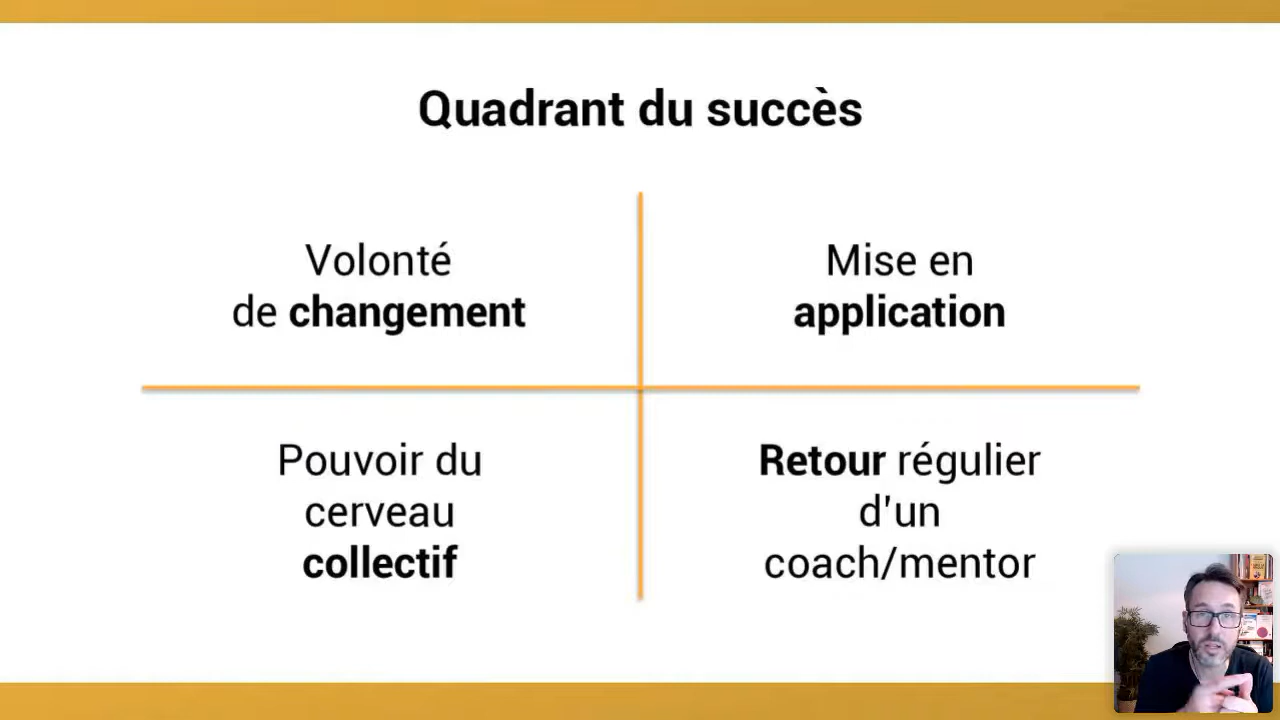 Quadrant du succès
Volonté
de changement
Mise en
application
Pouvoir du
cerveau
collectif
Retour régulier
d'un
coach/mentor